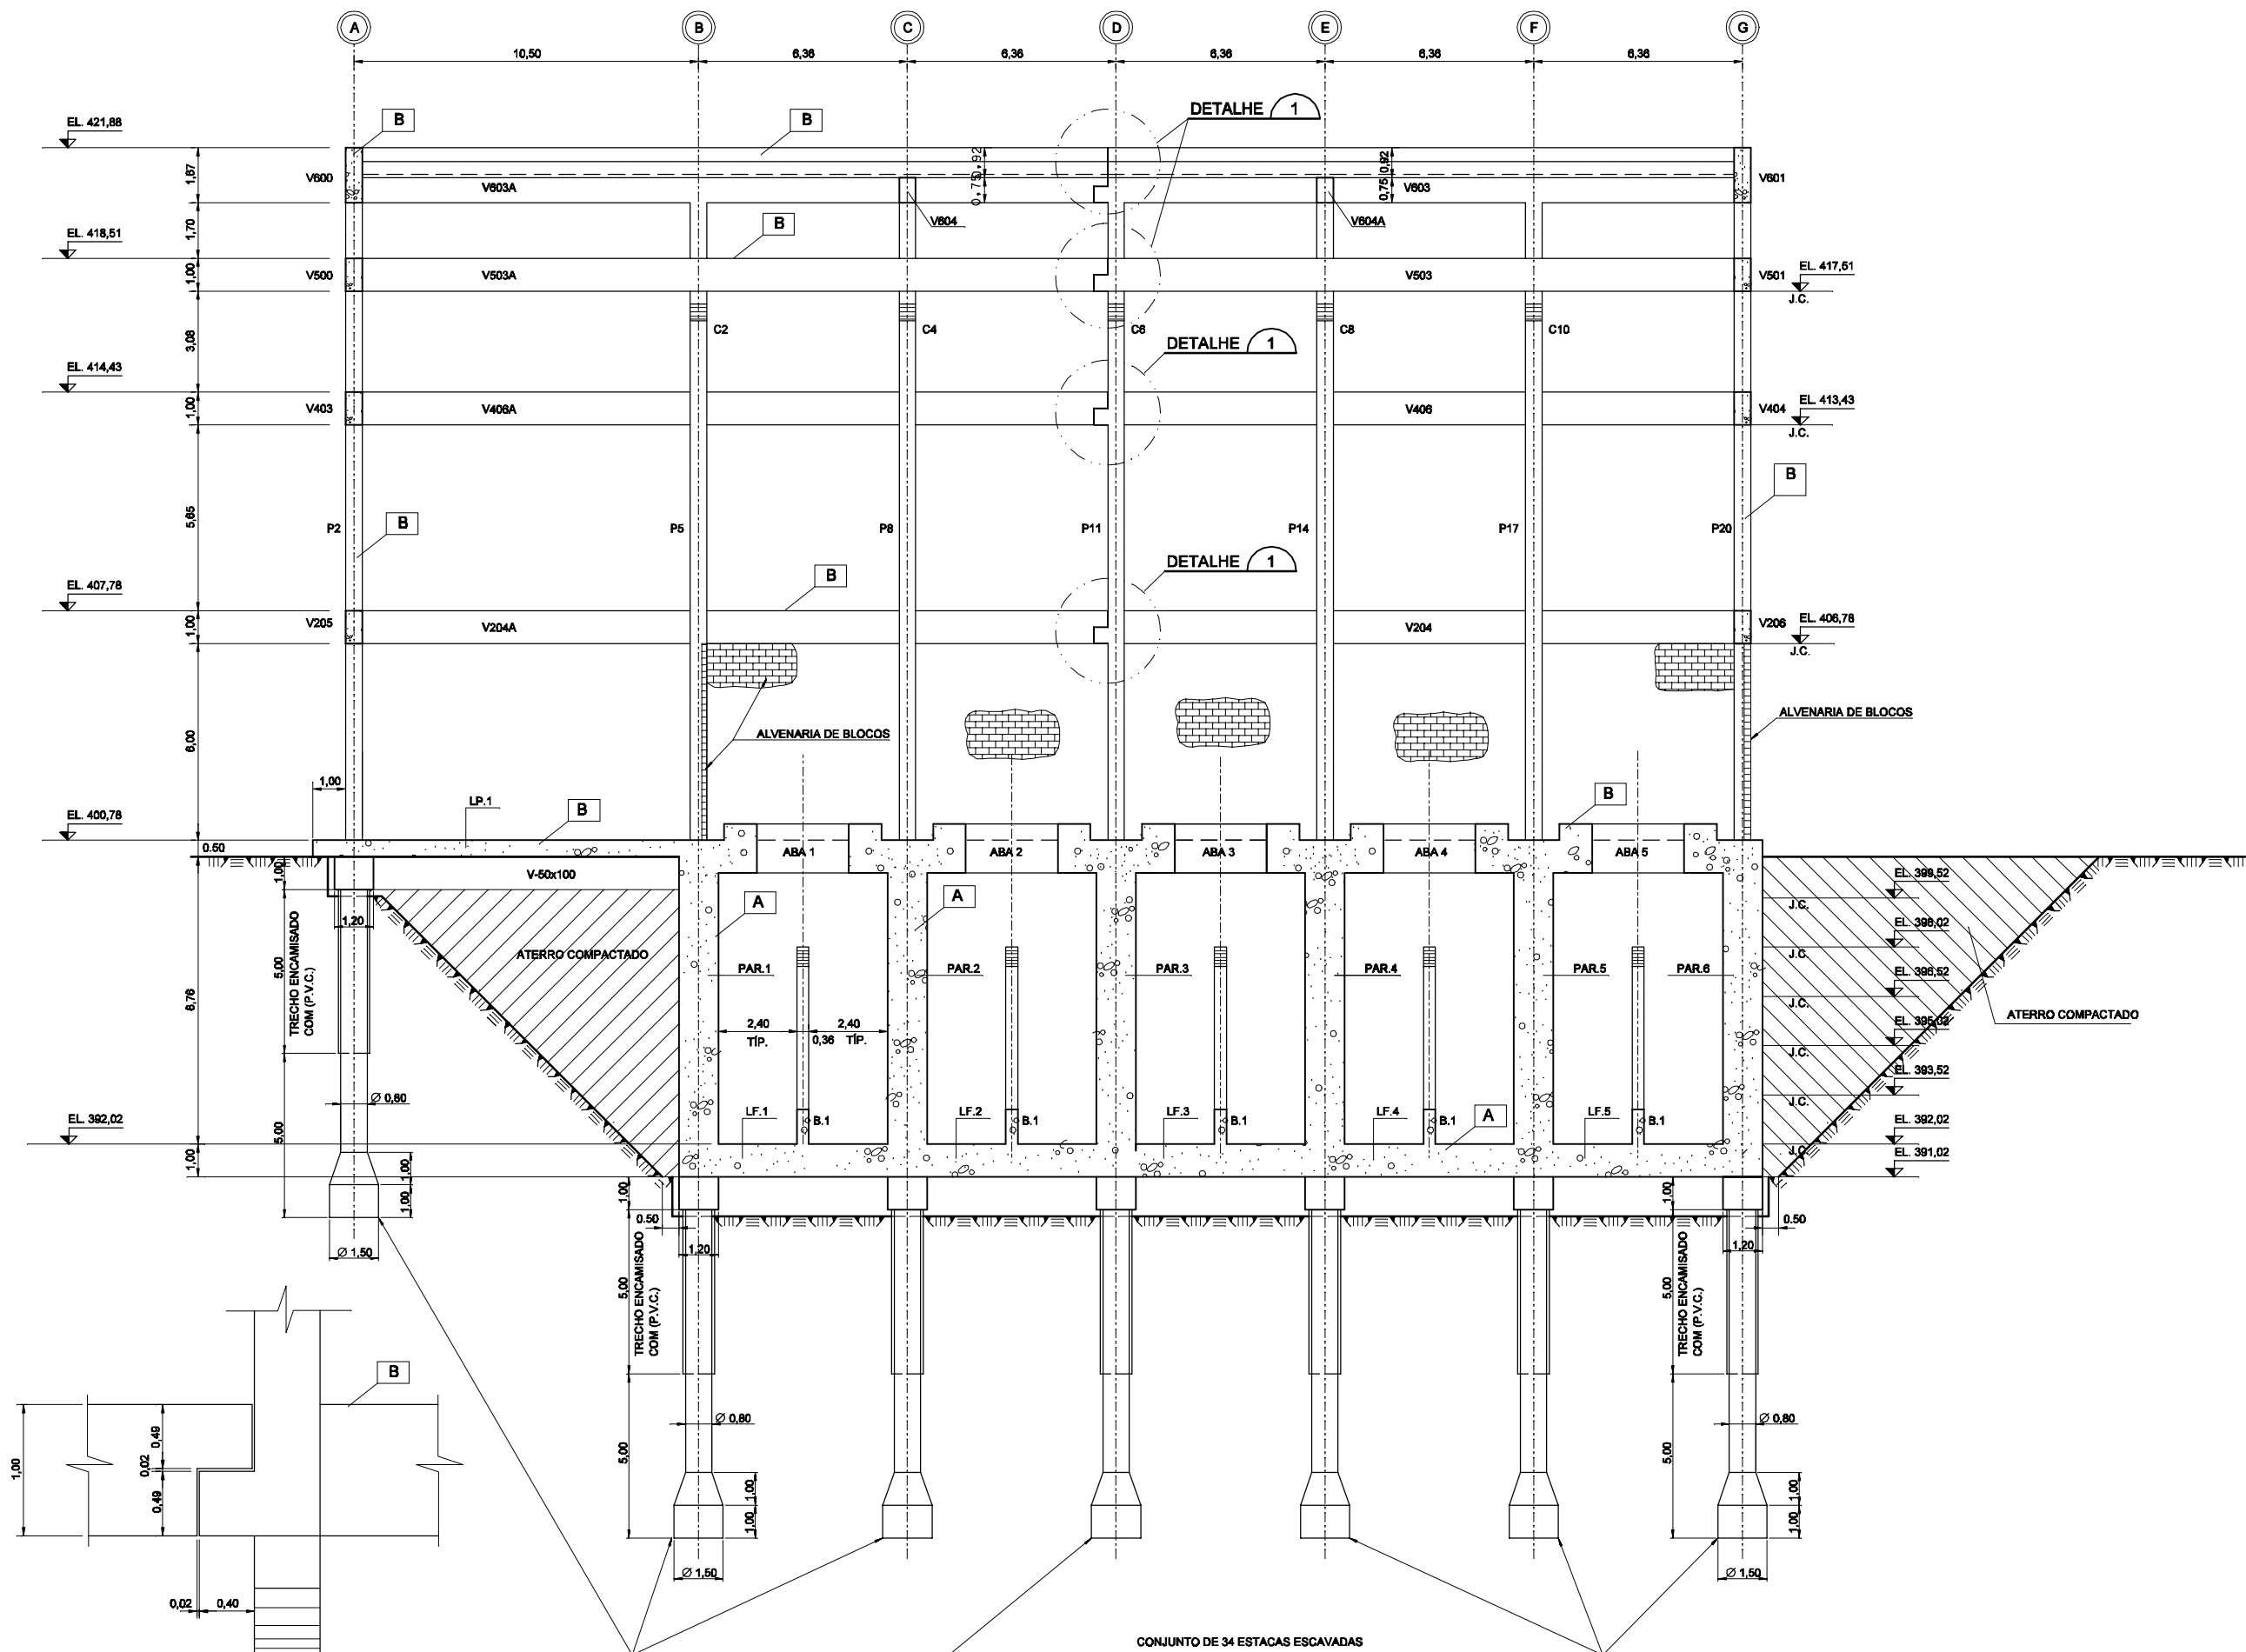 A B C D E F G
10,50 6,36 6,36 6,36 6,36 6,36
DETALHE 1
B B
EL. 421,88
1,67
V600 V603A 0,92 0,75 0,92 0,75 V603 V601
V604 V604A
1,70
B
EL. 418,51
1,00
V500 V503A V503 V501 EL. 417,51
J.C.
C2 C4 C6 C8 C10
3,08
DETALHE 1
EL. 414,43
1,00
V403 V406A V406 V404 EL. 413,43
J.C.
B
5,65
P2 B P5 P8 P11 P14 P17 P20
DETALHE 1
B
EL. 407,78
1,00
V205 V204A V204 V206 EL. 406,78
J.C.
6,00
ALVENARIA DE BLOCOS
ALVENARIA DE BLOCOS
1,00
LP.1 B B
EL. 400,78
0.50
ABA 1 ABA 2 ABA 3 ABA 4 ABA 5
1,00
V-50x100
EL. 399,52
J.C.
A A
1,20
EL. 398,02
J.C.
ATERRO COMPACTADO
PAR.1 PAR.2 PAR.3 PAR.4 PAR.5 PAR.6
EL. 396,52
J.C.
5,00
TRECHO ENCAMISADO
COM (P.V.C.)
8,76
ATERRO COMPACTADO
2,40 2,40
TÍP. 0,36 TÍP.
EL. 395,02
J.C.
EL. 393,52
J.C.
Ø 0,60
LF.1 B.1 LF.2 B.1 LF.3 B.1 LF.4 B.1 A LF.5 B.1
EL. 392,02
5,00
EL. 392,02
J.C.
1,00
EL. 391,02
1,00
1,00
Ø 1,50
1,00
0.50
1,20
5,00
TRECHO ENCAMISADO
COM (P.V.C.)
1,00
0.50
1,20
5,00
TRECHO ENCAMISADO
COM (P.V.C.)
B
1,00
0,49
0,02
0,49
0,02 0,40
Ø 0,80
5,00
1,00
1,00
Ø 1,50
Ø 0,80
5,00
1,00
1,00
Ø 1,50
CONJUNTO DE 34 ESTACAS ESCAVADAS